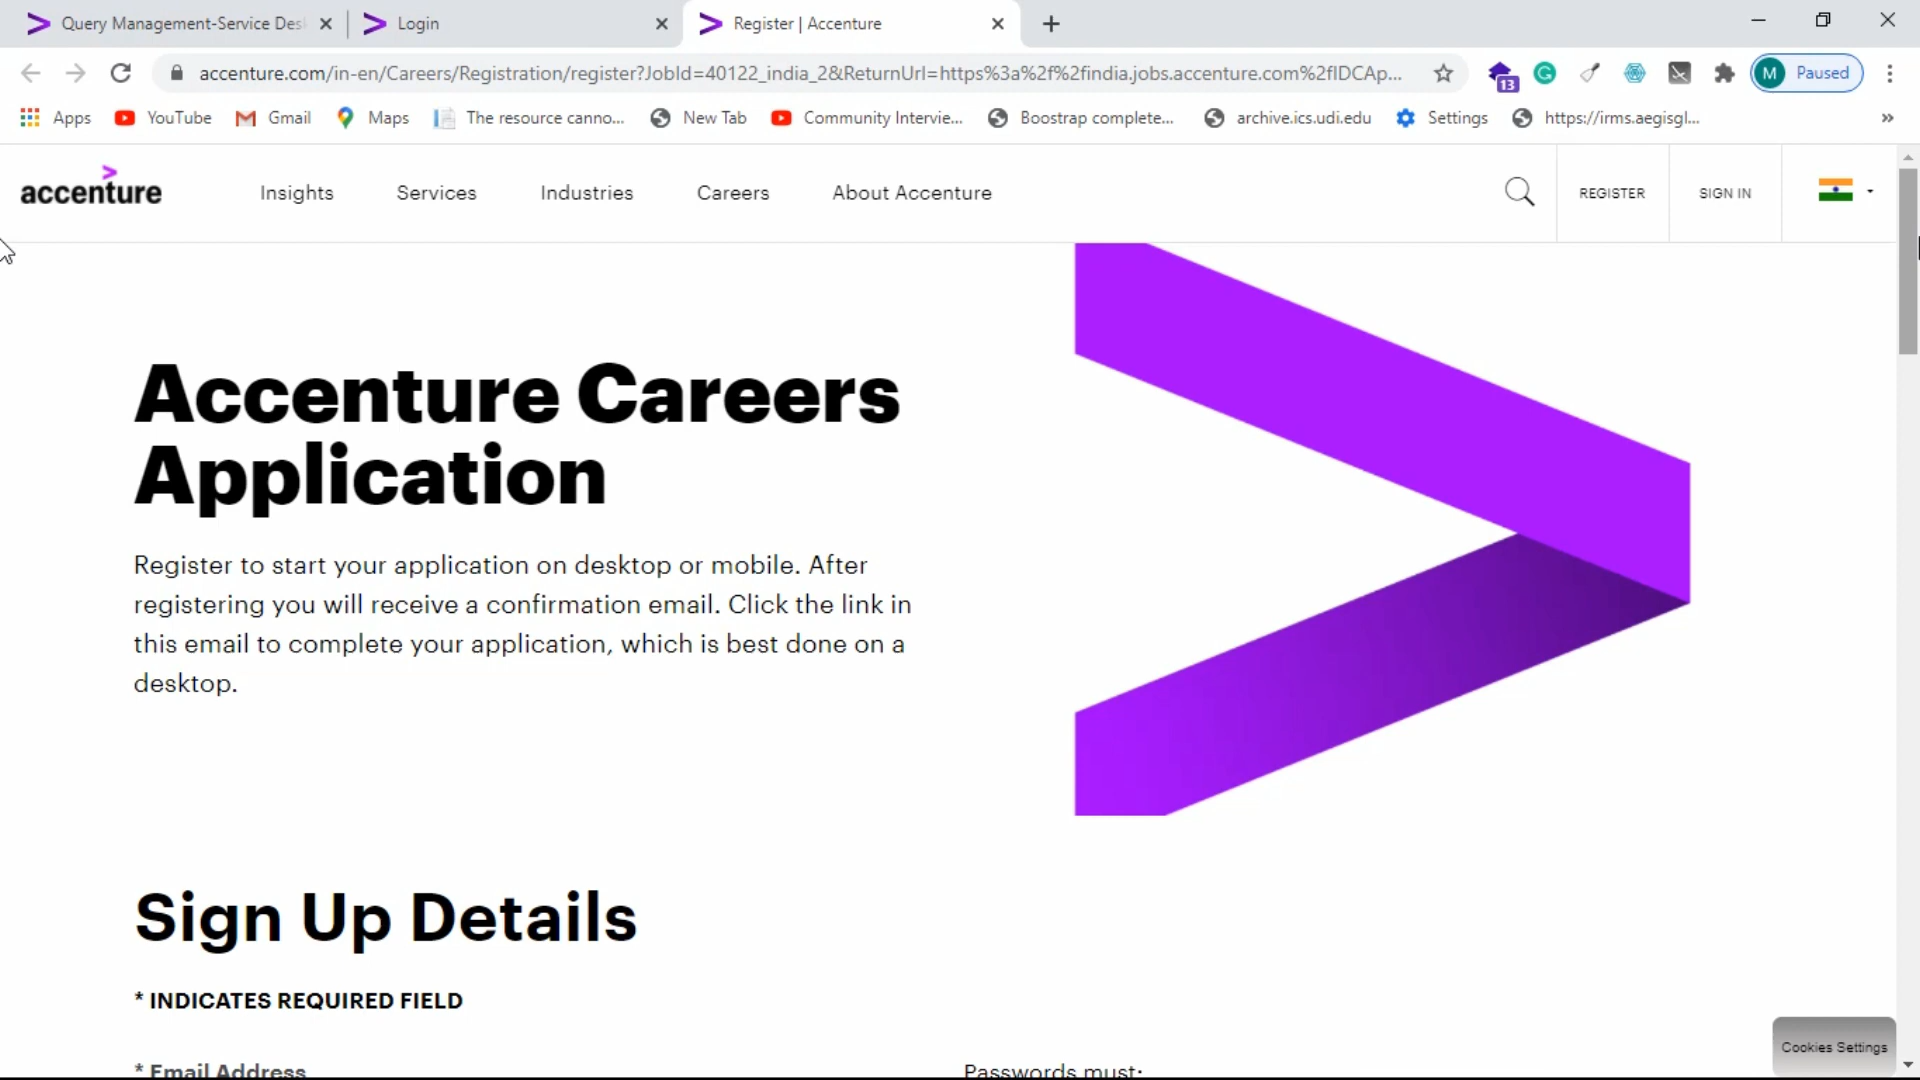 Query Management-Service Des
Login
Register | Accenture
accenture.com/in-en/Careers/Registration/register?JobId=40122_india_2&ReturnUrl=https%3a%2f%2findia.jobs.accenture.com%2fIDCAp...
13
M
Paused
Apps
YouTube
Gmail
Maps
The resource canno...
New Tab
Community Intervie...
Boostrap complete...
archive.ics.udi.edu
Settings
https://irms.aegisgl...
»
accenture
Insights
Services
Industries
Careers
About Accenture
REGISTER
SIGN IN
Accenture Careers
Application
Register to start your application on desktop or mobile. After
registering you will receive a confirmation email. Click the link in
this email to complete your application, which is best done on a
desktop.
Sign Up Details
* INDICATES REQUIRED FIELD
* Email Address
Passwords must:
Cookies Settings